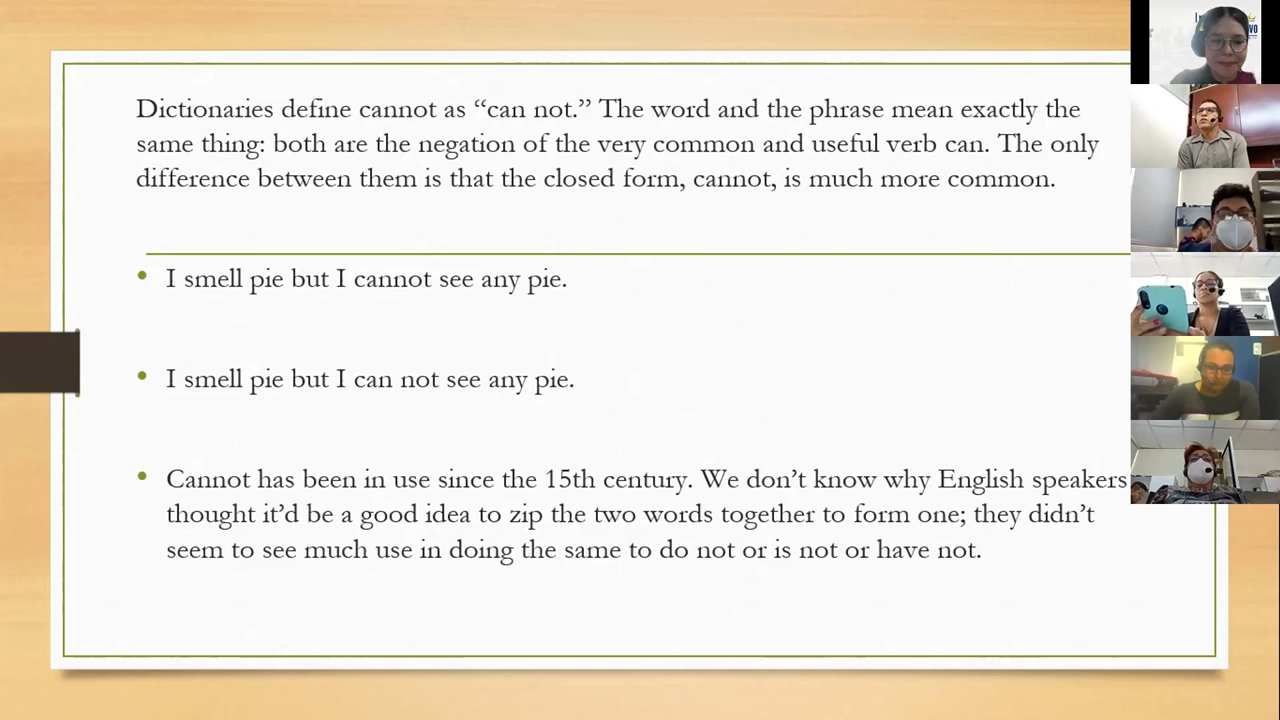 Dictionaries define cannot as “can not.” The word and the phrase mean exactly the
same thing: both are the negation of the very common and useful verb can. The only
difference between them is that the closed form, cannot, is much more common.
• I smell pie but I cannot see any pie.
• I smell pie but I can not see any pie.
• Cannot has been in use since the 15th century. We don’t know why English speakers
thought it’d be a good idea to zip the two words together to form one; they didn’t
seem to see much use in doing the same to do not or is not or have not.